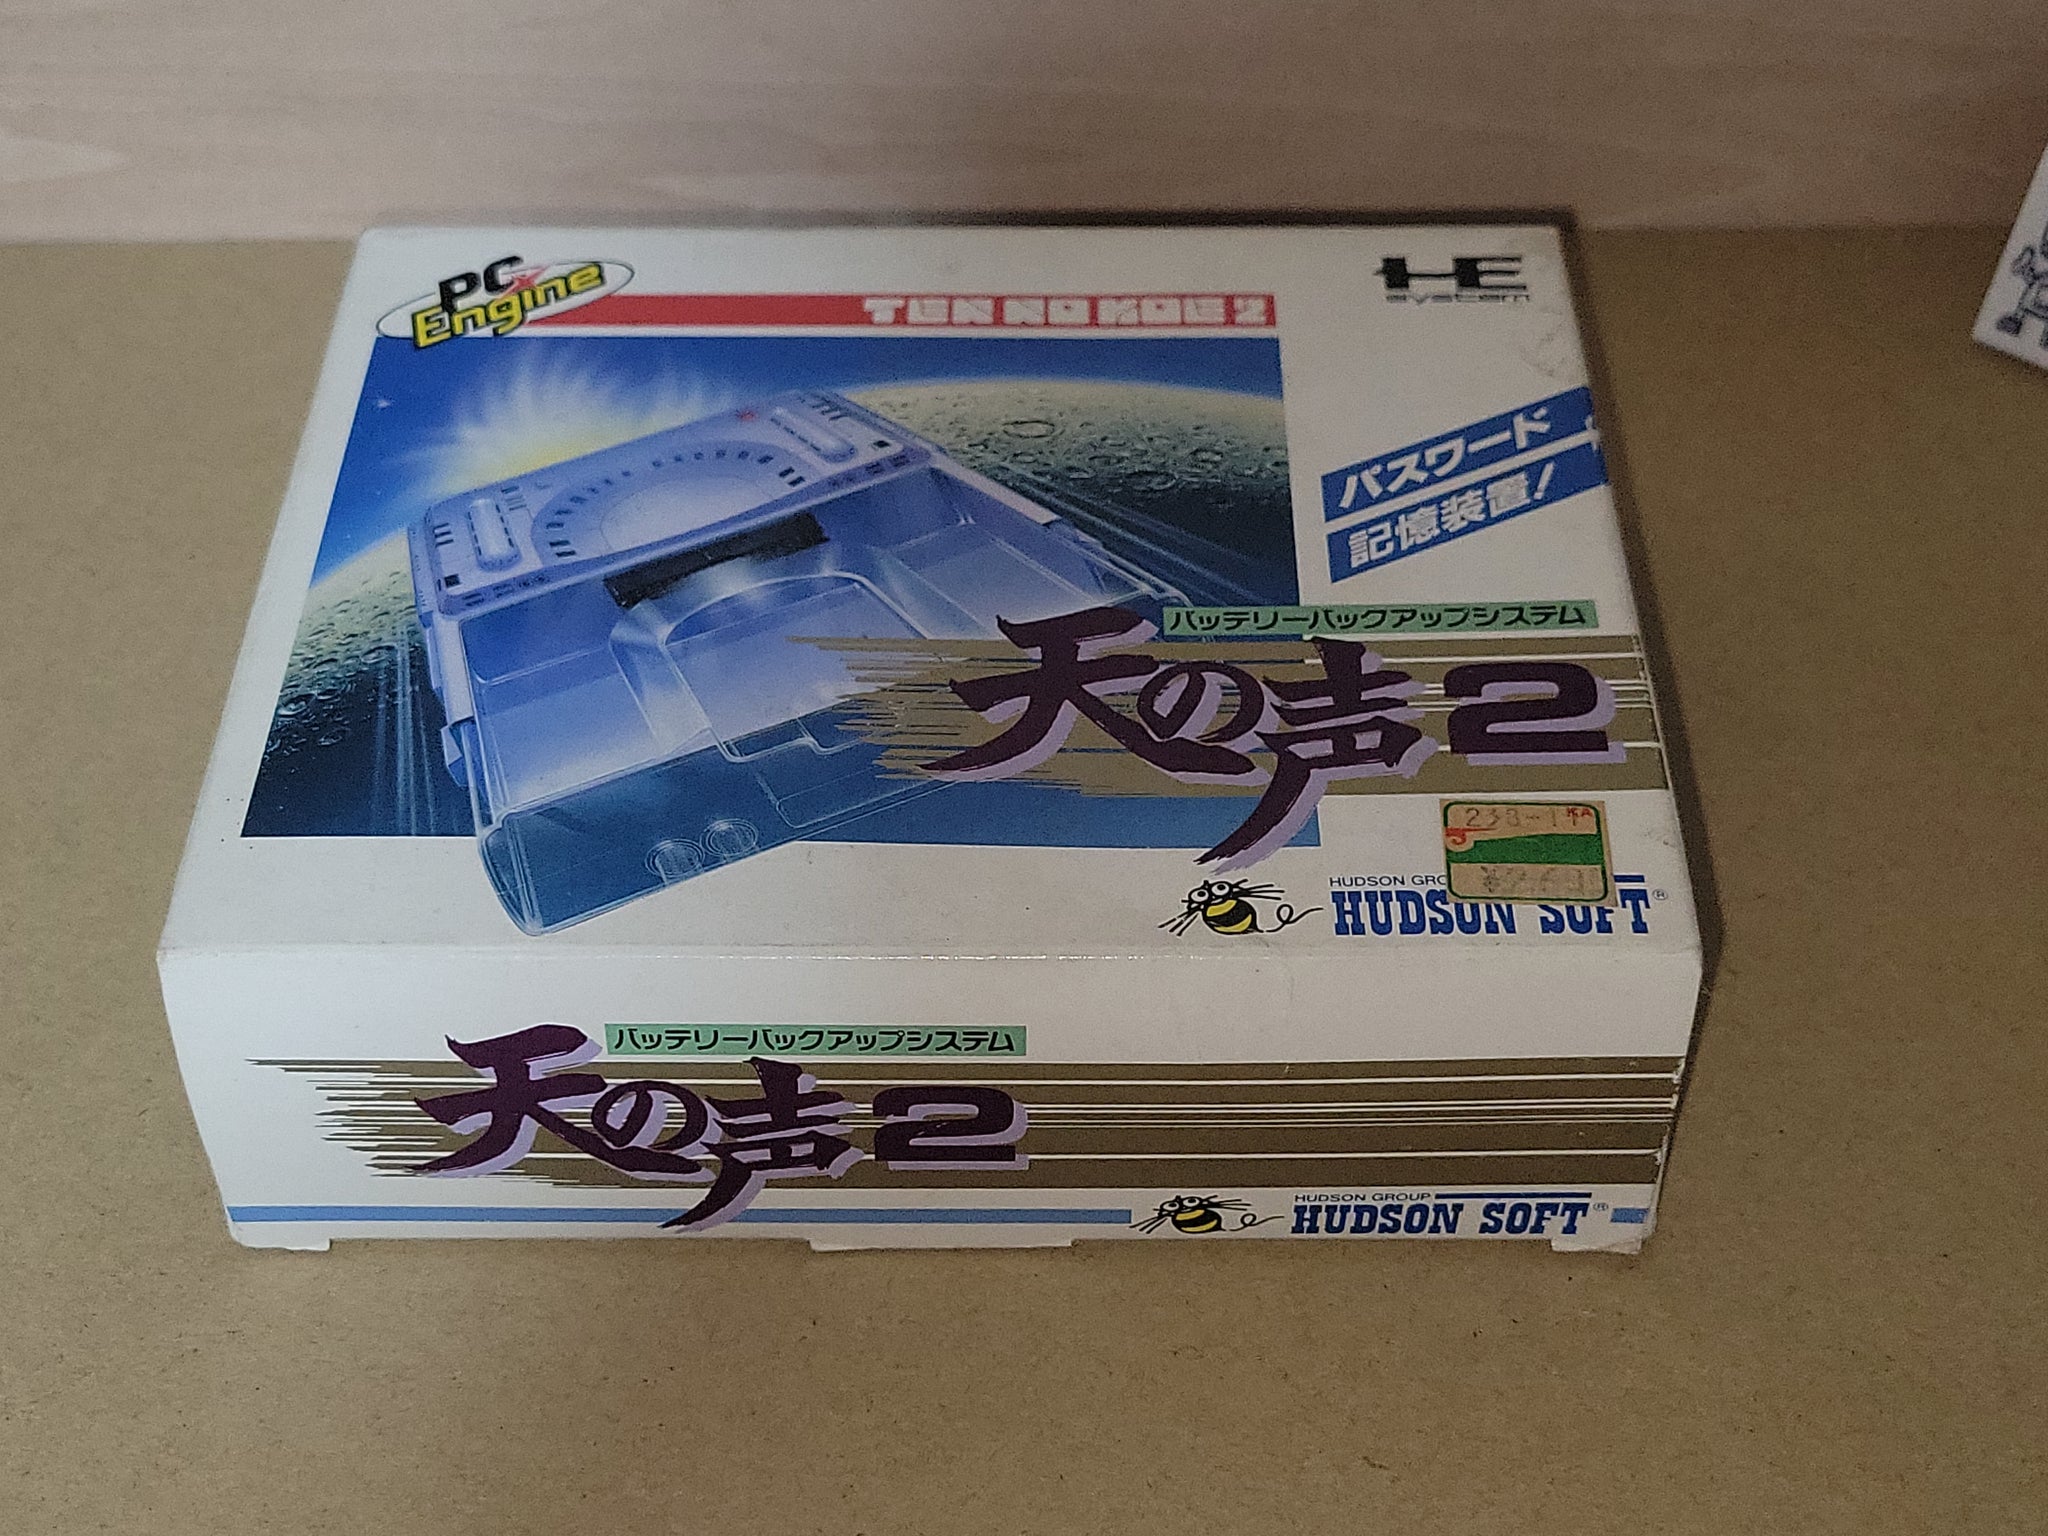 PC Engine
TEN NO KOE 2
HE
system
パスワード
記憶装置!
バッテリーバックアップシステム
天の声2
HUDSON
HUDSON SOFT®
バッテリーバックアップシステム
天の声2
HUDSON GROUP
HUDSON SOFT®